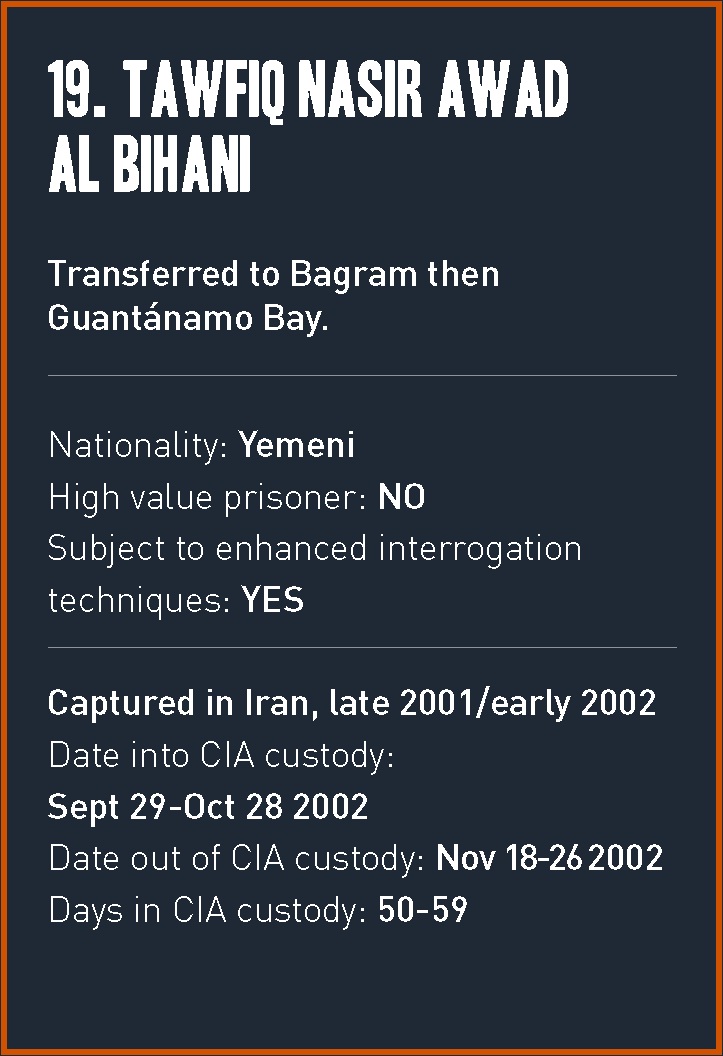 19. TAWFIQ NASIR AWAD
AL BIHANI
Transferred to Bagram then
Guantánamo Bay.
Nationality: Yemeni
High value prisoner: NO
Subject to enhanced interrogation
techniques: YES
Captured in Iran, late 2001/early 2002
Date into CIA custody:
Sept 29-Oct 28 2002
Date out of CIA custody: Nov 18-26 2002
Days in CIA custody: 50-59